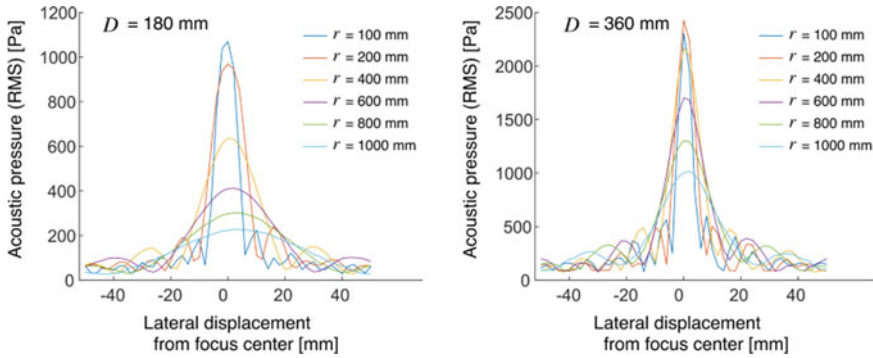 D = 180 mm
Acoustic pressure (RMS) [Pa]
1200
1000
800
600
400
200
0
r = 100 mm
r = 200 mm
r = 400 mm
r = 600 mm
r = 800 mm
r = 1000 mm
-40 -20 0 20 40
Lateral displacement
from focus center [mm]
D = 360 mm
Acoustic pressure (RMS) [Pa]
2500
2000
1500
1000
500
0
r = 100 mm
r = 200 mm
r = 400 mm
r = 600 mm
r = 800 mm
r = 1000 mm
-40 -20 0 20 40
Lateral displacement
from focus center [mm]